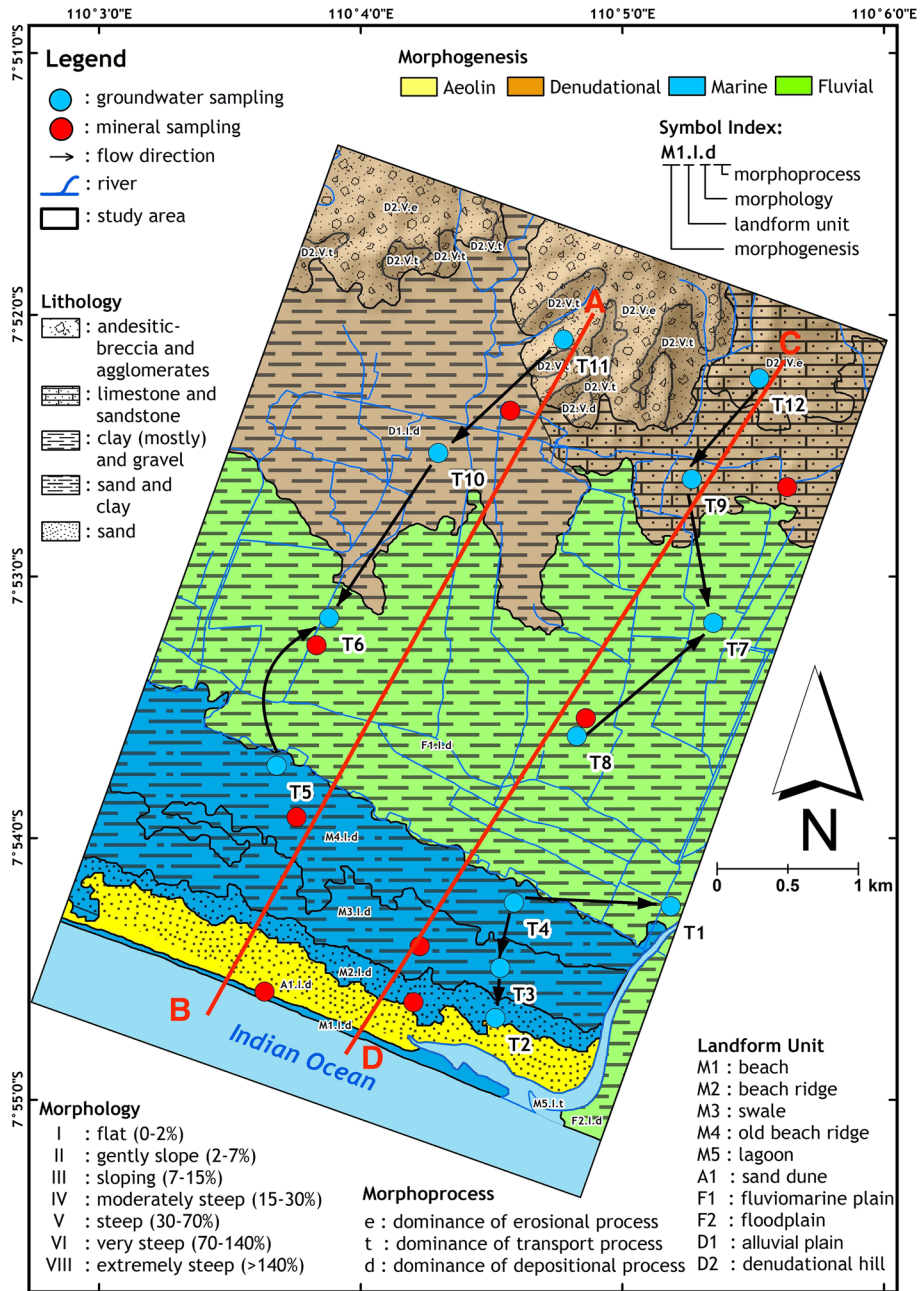 110°3'0"E 110°4'0"E 110°5'0"E 110°6'0"E
7°51'0"S
7°52'0"S
7°53'0"S
7°54'0"S
7°55'0"S
Legend
: groundwater sampling
: mineral sampling
: flow direction
: river
: study area
Morphogenesis
Aeolin Denudational Marine Fluvial
Symbol Index:
M1.I.d
morphoprocess
morphology
landform unit
morphogenesis
Lithology
: andesitic-
breccia and
agglomerates
: limestone and
sandstone
: clay (mostly)
and gravel
: sand and
clay
: sand
D2.V.e
D2.V.t
D2.V.t
D2.V.t
D2.V.t
D2.V.e
A
D2.V.t
C
D2.V.t
T11
D2.V.e
D2.V.t
D2.V.d
T12
D1.I.d
T10
T9
T6
T7
F1.I.d
T8
T5
M4.I.d
M3.I.d
T4
T1
M2.I.d
A1.I.d
T3
B
M1.I.d
T2
D
Indian Ocean
M5.I.t
F2.I.d
N
0 0.5 1 km
Morphology
I : flat (0-2%)
II : gently slope (2-7%)
III : sloping (7-15%)
IV : moderately steep (15-30%)
V : steep (30-70%)
VI : very steep (70-140%)
VIII : extremely steep (>140%)
Morphoprocess
e : dominance of erosional process
t : dominance of transport process
d : dominance of depositional process
Landform Unit
M1 : beach
M2 : beach ridge
M3 : swale
M4 : old beach ridge
M5 : lagoon
A1 : sand dune
F1 : fluviomarine plain
F2 : floodplain
D1 : alluvial plain
D2 : denudational hill